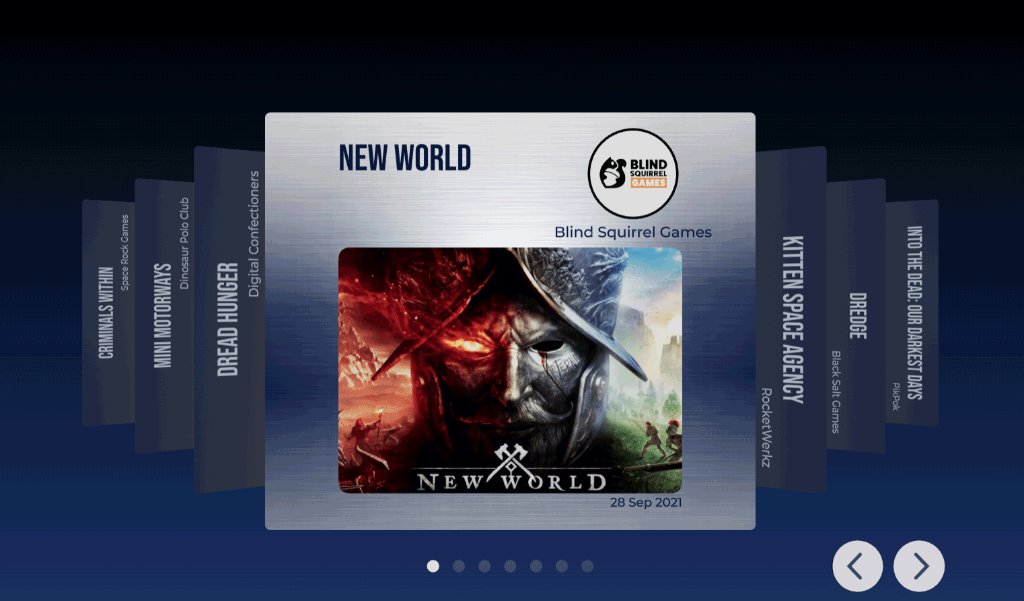 CRIMINALS WITHIN
Space Rock Games
MINI MOTORWAYS
Dinosaur Polo Club
DREAD HUNGER
Digital Confectioners
NEW WORLD
BLIND
SQUIRREL
GAMES
Blind Squirrel Games
NEW WORLD
28 Sep 2021
KITTEN SPACE AGENCY
RocketWerkz
DREDGE
Black Salt Games
INTO THE DEAD: OUR DARKEST DAYS
PikPok